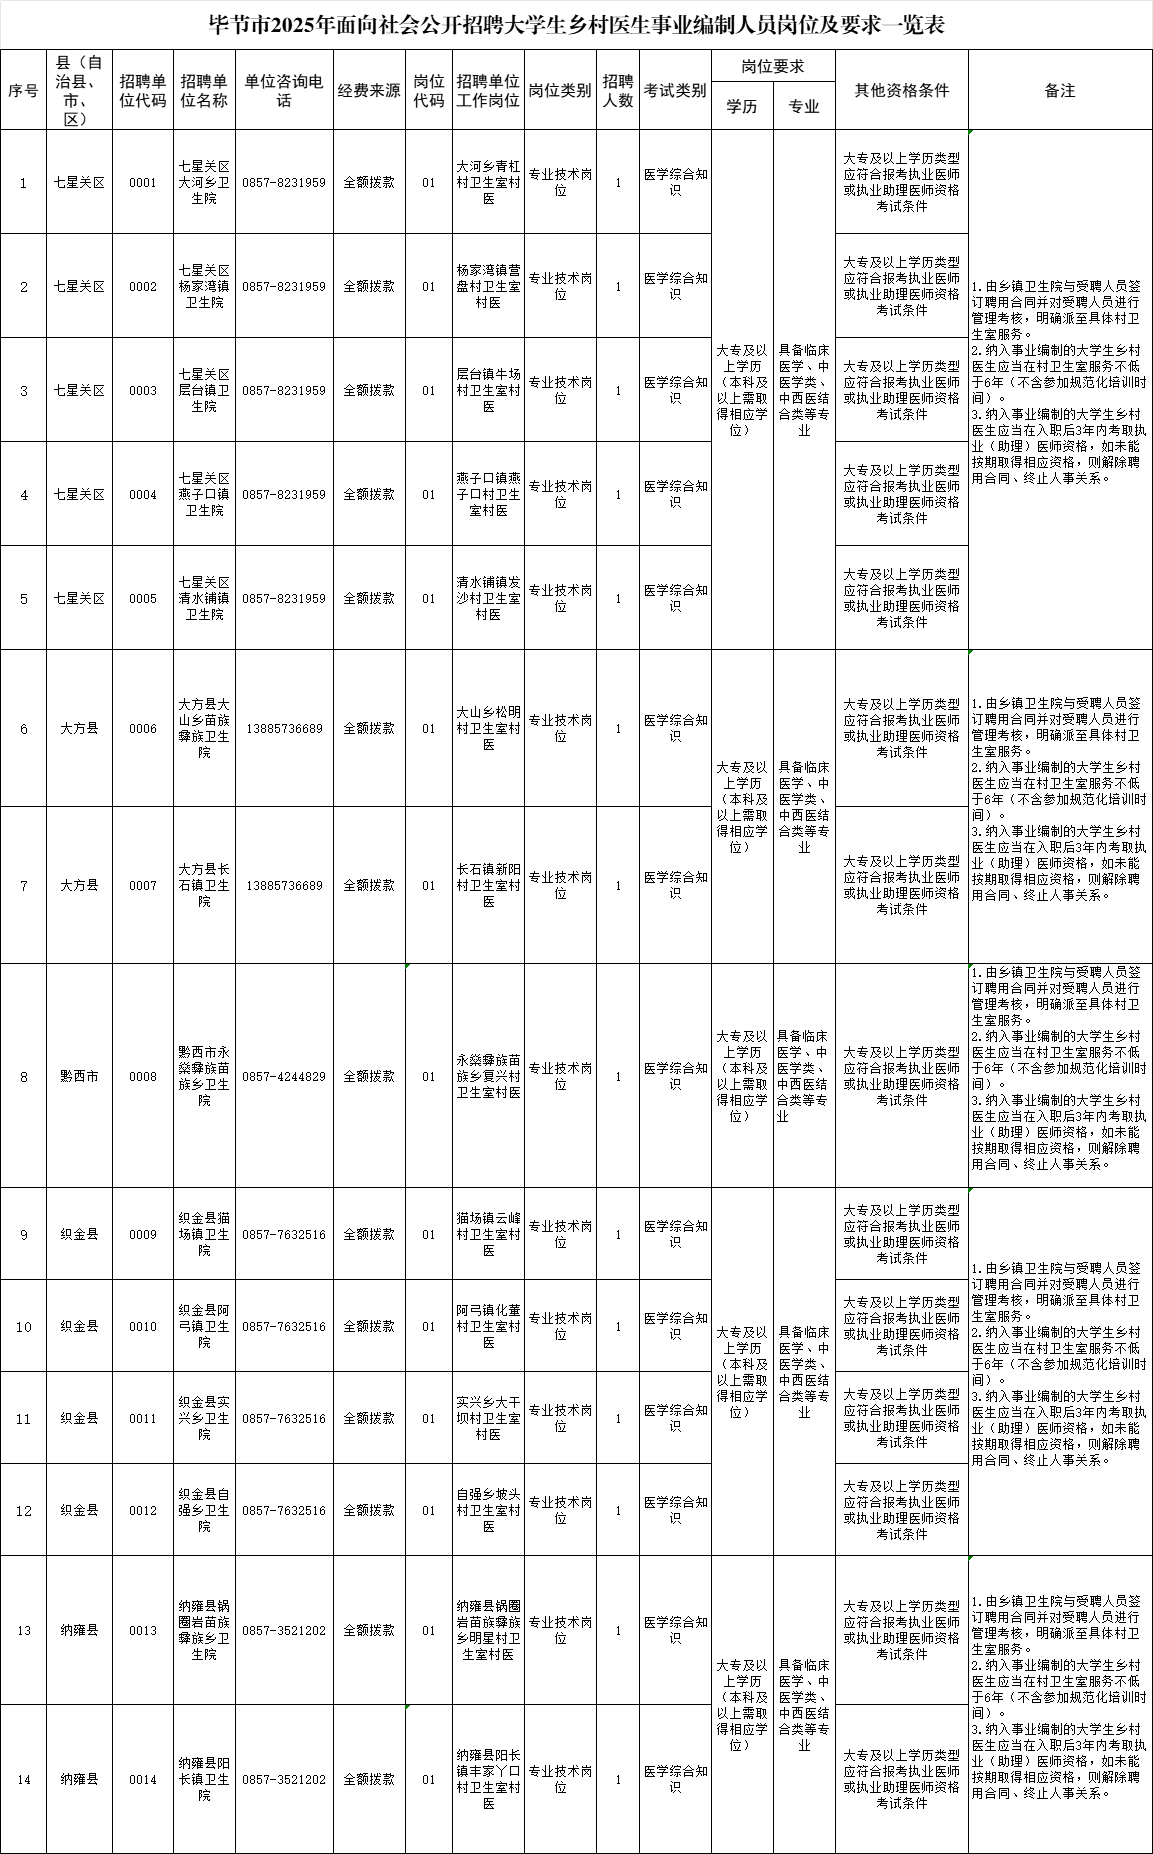 毕节市2025年面向社会公开招聘大学生乡村医生事业编制人员岗位及要求一览表
序号 县（自治县、市、区） 招聘单位代码 招聘单位名称 单位咨询电话 经费来源 岗位代码 招聘单位工作岗位 岗位类别 招聘人数 考试类别 岗位要求 其他资格条件 备注
学历 专业
1 七星关区 0001 七星关区大河乡卫生院 0857-8231959 全额拨款 01 大河乡青杠村卫生室村医 专业技术岗位 1 医学综合知识 大专及以上学历类型应符合报考执业医师或执业助理医师资格考试条件
2 七星关区 0002 七星关区杨家湾镇卫生院 0857-8231959 全额拨款 01 杨家湾镇营盘村卫生室村医 专业技术岗位 1 医学综合知识 大专及以上学历类型应符合报考执业医师或执业助理医师资格考试条件
3 七星关区 0003 七星关区层台镇卫生院 0857-8231959 全额拨款 01 层台镇牛场村卫生室村医 专业技术岗位 1 医学综合知识 大专及以上学历（本科及以上需取得相应学位） 具备临床医学、中医学类、中西医结合类等专业 大专及以上学历类型应符合报考执业医师或执业助理医师资格考试条件
1.由乡镇卫生院与受聘人员签订聘用合同并对受聘人员进行管理考核，明确派至具体村卫生室服务。
2.纳入事业编制的大学生乡村医生应当在村卫生室服务不低于6年（不含参加规范化培训时间）。
3.纳入事业编制的大学生乡村医生应当在入职后3年内考取执业（助理）医师资格，如未能按期取得相应资格，则解除聘用合同、终止人事关系。
4 七星关区 0004 七星关区燕子口镇卫生院 0857-8231959 全额拨款 01 燕子口镇燕子口村卫生室村医 专业技术岗位 1 医学综合知识 大专及以上学历类型应符合报考执业医师或执业助理医师资格考试条件
5 七星关区 0005 七星关区清水铺镇卫生院 0857-8231959 全额拨款 01 清水铺镇发沙村卫生室村医 专业技术岗位 1 医学综合知识 大专及以上学历类型应符合报考执业医师或执业助理医师资格考试条件
6 大方县 0006 大方县大山乡苗族彝族卫生院 13885736689 全额拨款 01 大山乡松明村卫生室村医 专业技术岗位 1 医学综合知识 大专及以上学历（本科及以上需取得相应学位） 具备临床医学、中医学类、中西医结合类等专业 大专及以上学历类型应符合报考执业医师或执业助理医师资格考试条件
1.由乡镇卫生院与受聘人员签订聘用合同并对受聘人员进行管理考核，明确派至具体村卫生室服务。
2.纳入事业编制的大学生乡村医生应当在村卫生室服务不低于6年（不含参加规范化培训时间）。
3.纳入事业编制的大学生乡村医生应当在入职后3年内考取执业（助理）医师资格，如未能按期取得相应资格，则解除聘用合同、终止人事关系。
7 大方县 0007 大方县长石镇卫生院 13885736689 全额拨款 01 长石镇新阳村卫生室村医 专业技术岗位 1 医学综合知识 大专及以上学历类型应符合报考执业医师或执业助理医师资格考试条件
8 黔西市 0008 黔西市永燊彝族苗族乡卫生院 0857-4244829 全额拨款 01 永燊彝族苗族乡复兴村卫生室村医 专业技术岗位 1 医学综合知识 大专及以上学历（本科及以上需取得相应学位） 具备临床医学、中医学类、中西医结合类等专业 大专及以上学历类型应符合报考执业医师或执业助理医师资格考试条件
1.由乡镇卫生院与受聘人员签订聘用合同并对受聘人员进行管理考核，明确派至具体村卫生室服务。
2.纳入事业编制的大学生乡村医生应当在村卫生室服务不低于6年（不含参加规范化培训时间）。
3.纳入事业编制的大学生乡村医生应当在入职后3年内考取执业（助理）医师资格，如未能按期取得相应资格，则解除聘用合同、终止人事关系。
9 织金县 0009 织金县猫场镇卫生院 0857-7632516 全额拨款 01 猫场镇云峰村卫生室村医 专业技术岗位 1 医学综合知识 大专及以上学历类型应符合报考执业医师或执业助理医师资格考试条件
10 织金县 0010 织金县阿弓镇卫生院 0857-7632516 全额拨款 01 阿弓镇化董村卫生室村医 专业技术岗位 1 医学综合知识 大专及以上学历（本科及以上需取得相应学位） 具备临床医学、中医学类、中西医结合类等专业 大专及以上学历类型应符合报考执业医师或执业助理医师资格考试条件
1.由乡镇卫生院与受聘人员签订聘用合同并对受聘人员进行管理考核，明确派至具体村卫生室服务。
2.纳入事业编制的大学生乡村医生应当在村卫生室服务不低于6年（不含参加规范化培训时间）。
3.纳入事业编制的大学生乡村医生应当在入职后3年内考取执业（助理）医师资格，如未能按期取得相应资格，则解除聘用合同、终止人事关系。
11 织金县 0011 织金县实兴乡卫生院 0857-7632516 全额拨款 01 实兴乡大干坝村卫生室村医 专业技术岗位 1 医学综合知识 大专及以上学历类型应符合报考执业医师或执业助理医师资格考试条件
12 织金县 0012 织金县自强乡卫生院 0857-7632516 全额拨款 01 自强乡坡头村卫生室村医 专业技术岗位 1 医学综合知识 大专及以上学历类型应符合报考执业医师或执业助理医师资格考试条件
13 纳雍县 0013 纳雍县锅圈岩苗族彝族乡卫生院 0857-3521202 全额拨款 01 纳雍县锅圈岩苗族彝族乡明星村卫生室村医 专业技术岗位 1 医学综合知识 大专及以上学历（本科及以上需取得相应学位） 具备临床医学、中医学类、中西医结合类等专业 大专及以上学历类型应符合报考执业医师或执业助理医师资格考试条件
1.由乡镇卫生院与受聘人员签订聘用合同并对受聘人员进行管理考核，明确派至具体村卫生室服务。
2.纳入事业编制的大学生乡村医生应当在村卫生室服务不低于6年（不含参加规范化培训时间）。
3.纳入事业编制的大学生乡村医生应当在入职后3年内考取执业（助理）医师资格，如未能按期取得相应资格，则解除聘用合同、终止人事关系。
14 纳雍县 0014 纳雍县阳长镇卫生院 0857-3521202 全额拨款 01 纳雍县阳长镇丰家丫口村卫生室村医 专业技术岗位 1 医学综合知识 大专及以上学历类型应符合报考执业医师或执业助理医师资格考试条件